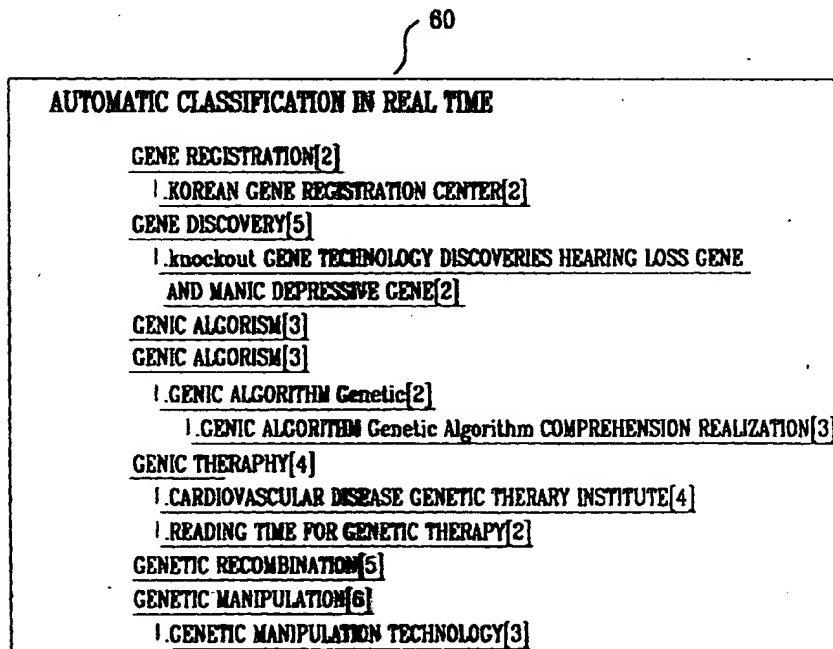 60
AUTOMATIC CLASSIFICATION IN REAL TIME
GENE REGISTRATION[2]
I.KOREAN GENE REGISTRATION CENTER[2]
GENE DISCOVERY[5]
I.knockout GENE TECHNOLOGY DISCOVERIES HEARING LOSS GENE
AND MANIC DEPRESSIVE GENE[2]
GENIC ALGORISM[3]
GENIC ALGORISM[3]
I.GENIC ALGORITHM Genetic[2]
I.GENIC ALGORITHM Genetic Algorithm COMPREHENSION REALIZATION[3]
GENIC THERAPHY[4]
I.CARDIOVASCULAR DISEASE GENETIC THERARY INSTITUTE[4]
I.READING TIME FOR GENETIC THERAPY[2]
GENETIC RECOMBINATION[5]
GENETIC MANIPULATION[6]
I.GENETIC MANIPULATION TECHNOLOGY[3]